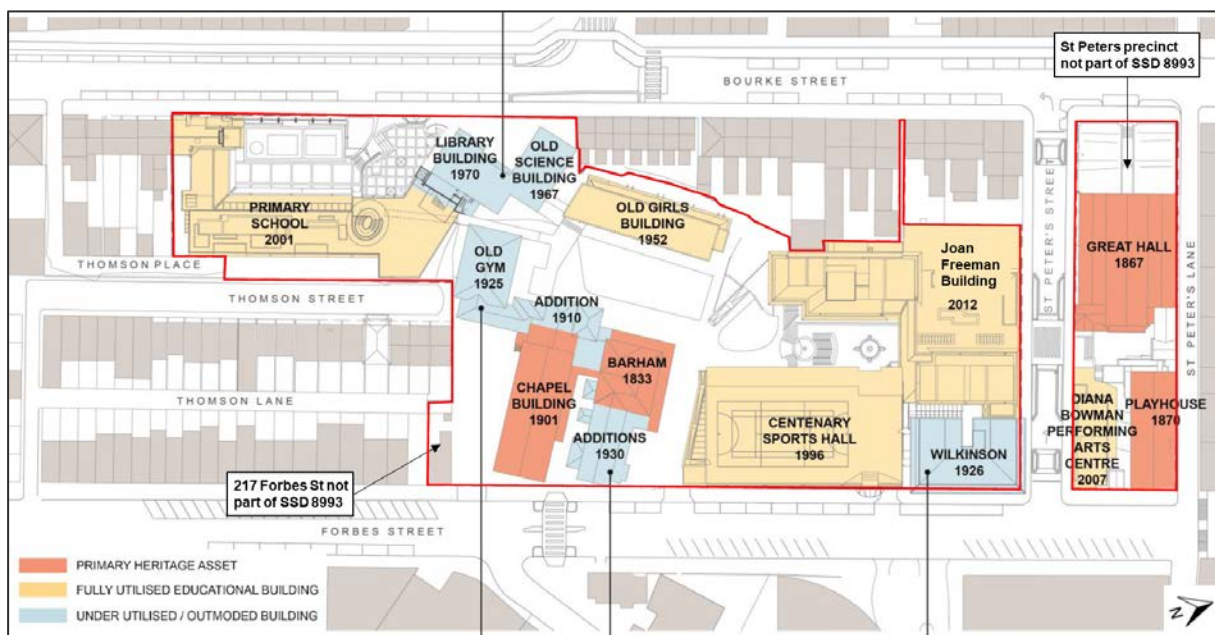 BOURKE STREET
St Peters precinct
not part of SSD 8993
LIBRARY
BUILDING
1970
OLD
SCIENCE
BUILDING
1967
OLD GIRLS
BUILDING
1952
PRIMARY
SCHOOL
2001
Joan
Freeman
Building
2012
ST PETER'S STREET
GREAT HALL
1867
ST PETER'S LANE
THOMSON PLACE
THOMSON STREET
OLD
GYM
1925
ADDITION
1910
BARHAM
1833
CHAPEL
BUILDING
1901
THOMSON LANE
ADDITIONS
1930
CENTENARY
SPORTS HALL
1996
WILKINSON
1926
DIANA
BOWMAN
PERFORMING
ARTS
CENTRE
2007
PLAYHOUSE
1870
217 Forbes St not
part of SSD 8993
FORBES STREET
PRIMARY HERITAGE ASSET
FULLY UTILISED EDUCATIONAL BUILDING
UNDER UTILISED / OUTMODED BUILDING
N